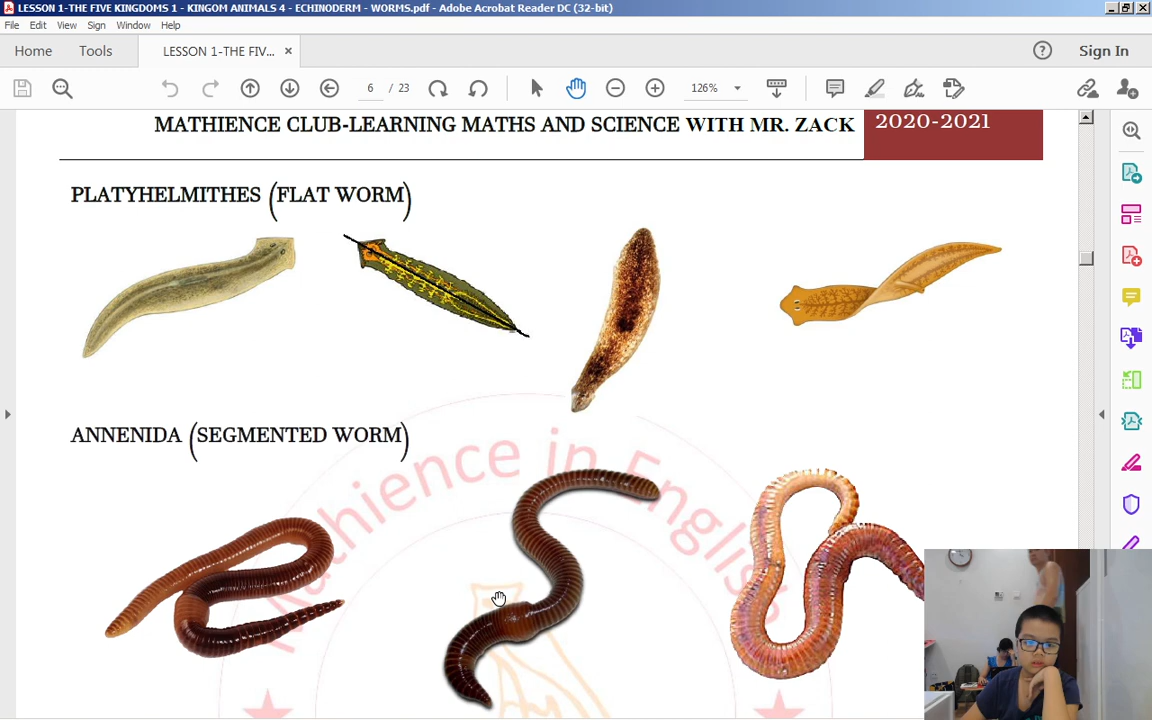 LESSON 1-THE FIVE KINGDOMS 1 - KINGOM ANIMALS 4 - ECHINODERM - WORMS.pdf - Adobe Acrobat Reader DC (32-bit)
File Edit View Sign Window Help
Home Tools LESSON 1-THE FIV... × Sign In
6 / 23 126%
MATHIENCE CLUB-LEARNING MATHS AND SCIENCE WITH MR. ZACK 2020-2021
PLATYHELMITHES (FLAT WORM)
ANNENIDA (SEGMENTED WORM)
Mathience in English